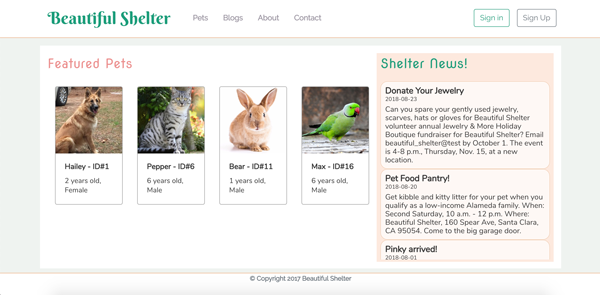 Beautiful Shelter
Pets
Blogs
About
Contact
Sign in
Sign Up
Featured Pets
Hailey - ID#1
2 years old,
Female
Pepper - ID#6
6 years old,
Male
Bear - ID#11
1 years old,
Male
Max - ID#16
6 years old,
Male
Shelter News!
Donate Your Jewelry
2018-08-23
Can you spare your gently used jewelry,
scarves, hats or gloves for Beautiful Shelter
volunteer annual Jewelry & More Holiday
Boutique fundraiser for Beautiful Shelter? Email
beautiful_shelter@test by October 1. The event
is 4-8 p.m., Thursday, Nov. 15, at a new
location.
Pet Food Pantry!
2018-08-20
Get kibble and kitty litter for your pet when you
qualify as a low-income Alameda family. When:
Second Saturday, 10 a.m. - 12 p.m. Where:
Beautiful Shelter, 160 Spear Ave, Santa Clara,
CA 95054. Come to the big garage door.
Pinky arrived!
2018-08-01
© Copyright 2017 Beautiful Shelter